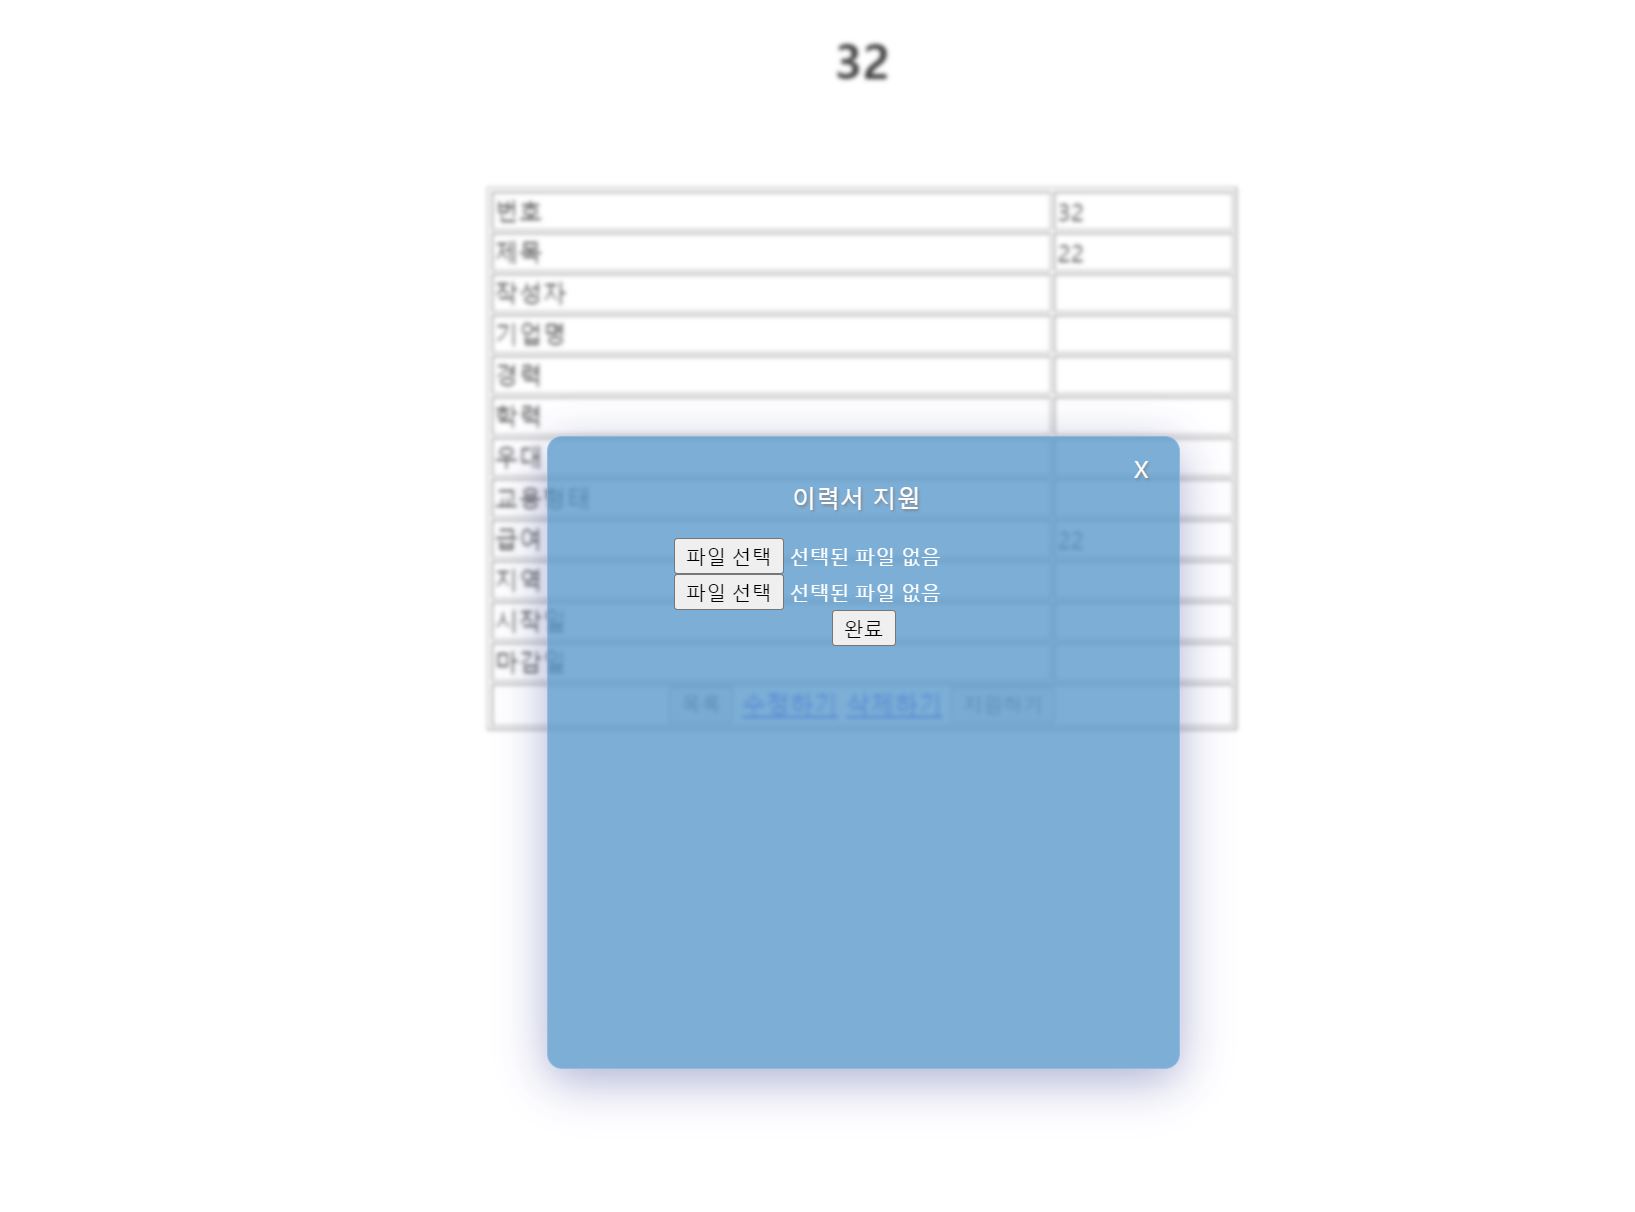 32
번호 32
제목 22
작성자
기업명
경력
학력
우대
X
고용형태
이력서 지원
급여 22
파일 선택 선택된 파일 없음
지역
파일 선택 선택된 파일 없음
시작일
완료
마감일
목록 수정하기 삭제하기 지원하기